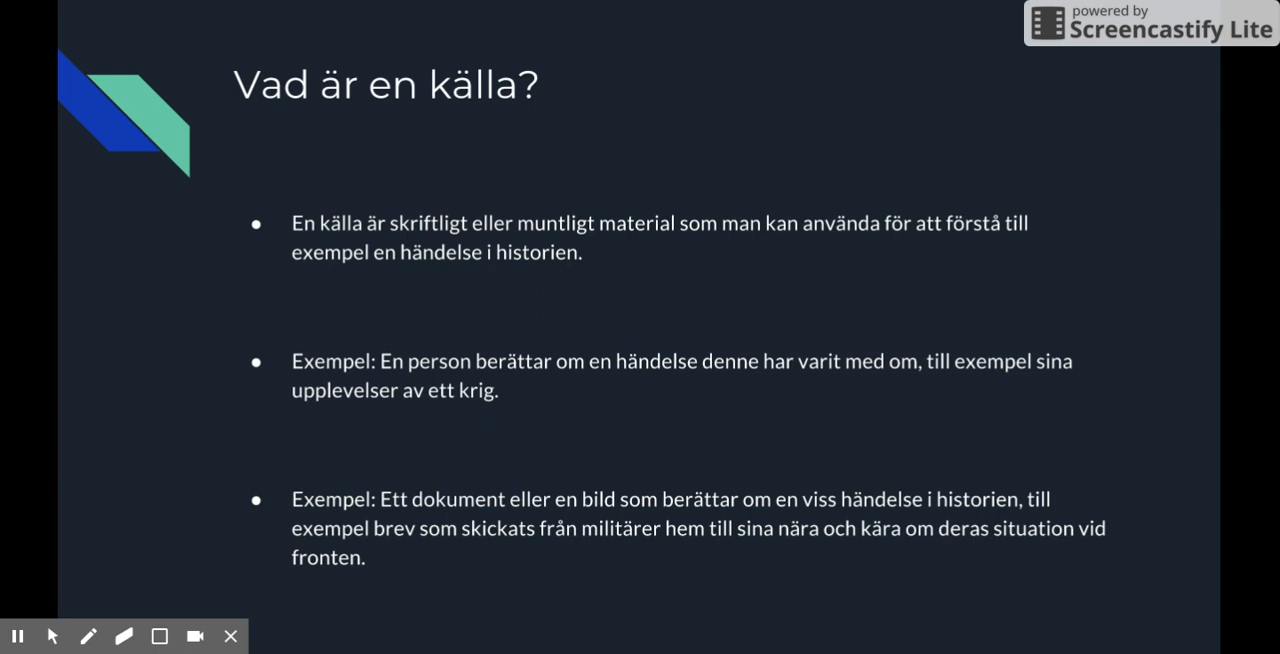 powered by
Screencastify Lite
Vad är en källa?
● En källa är skriftligt eller muntligt material som man kan använda för att förstå till
exempel en händelse i historien.
● Exempel: En person berättar om en händelse denne har varit med om, till exempel sina
upplevelser av ett krig.
● Exempel: Ett dokument eller en bild som berättar om en viss händelse i historien, till
exempel brev som skickats från militärer hem till sina nära och kära om deras situation vid
fronten.